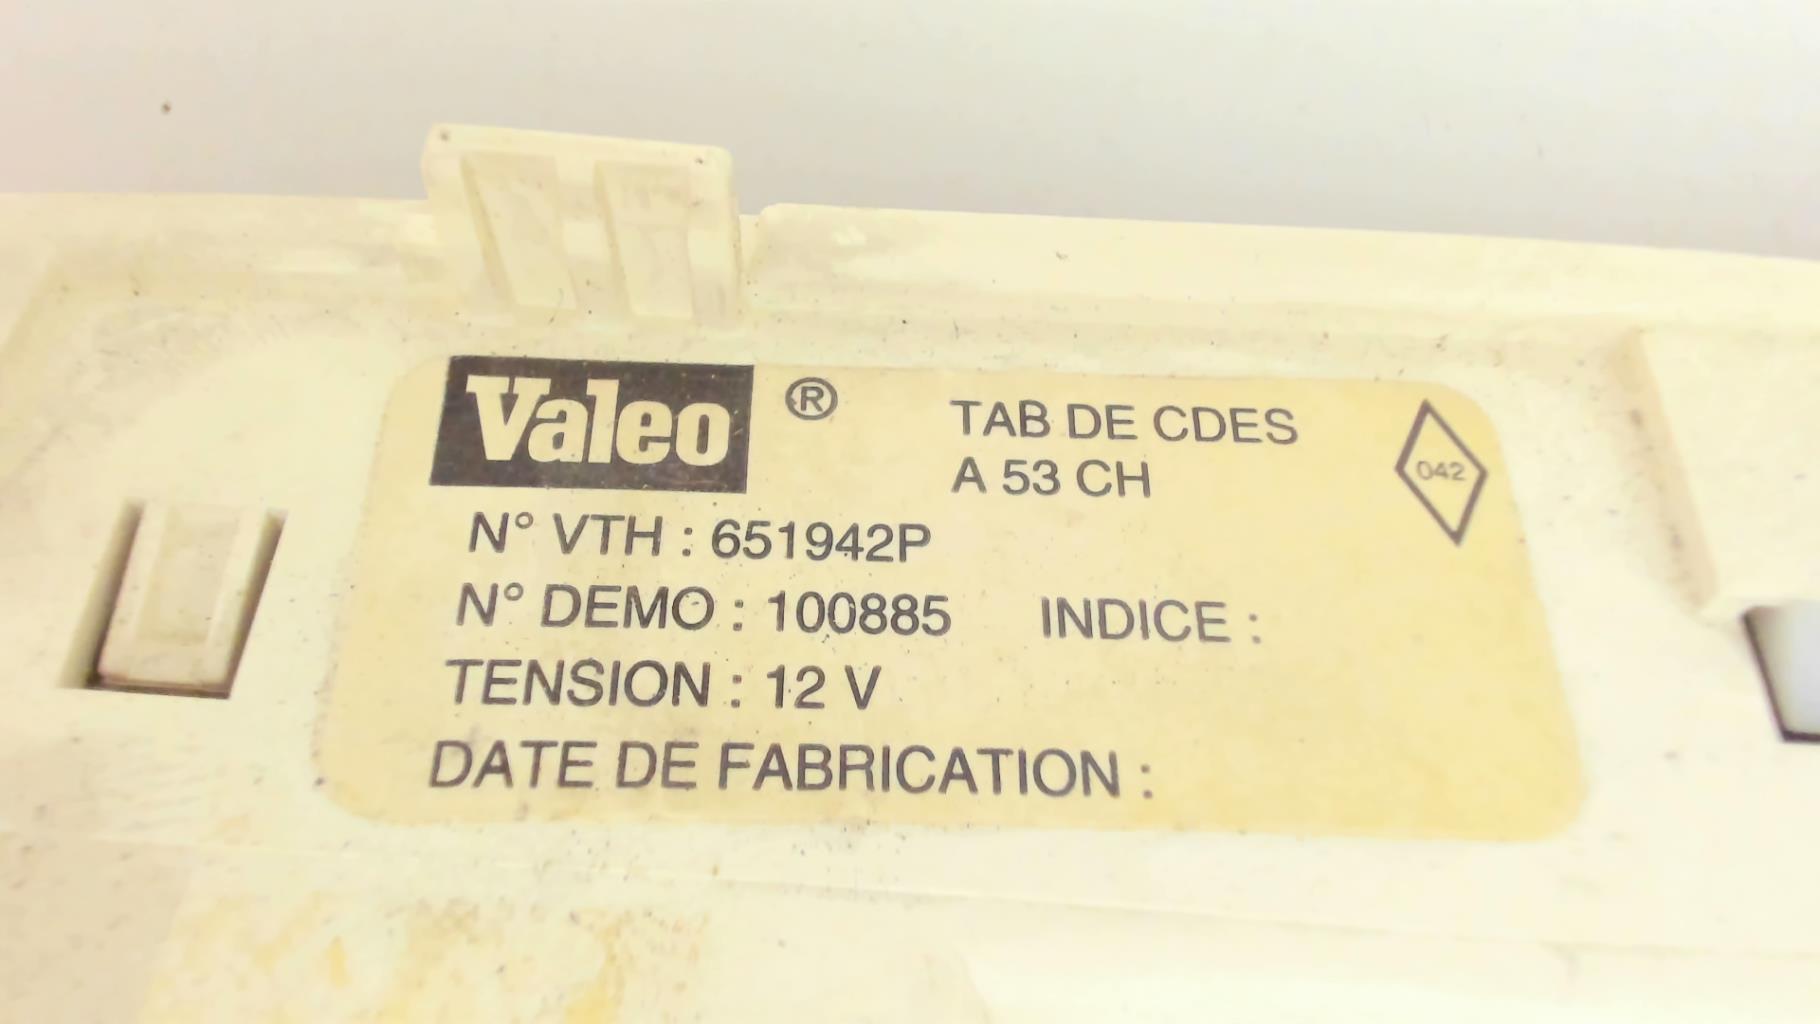 Valeo ® TAB DE CDES
A 53 CH
042
N° VTH : 651942P
N° DEMO : 100885 INDICE :
TENSION : 12 V
DATE DE FABRICATION :